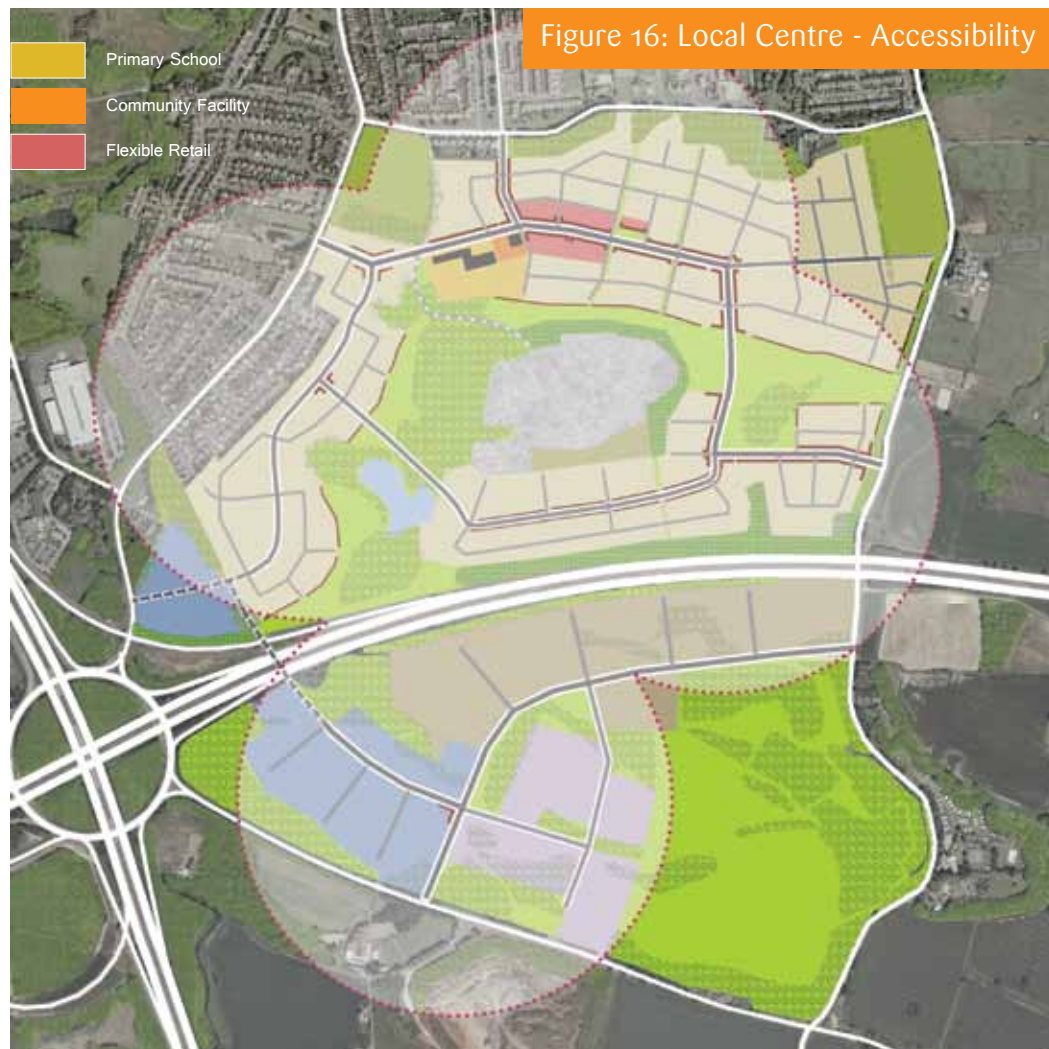 Figure 16: Local Centre - Accessibility
Primary School
Community Facility
Flexible Retail